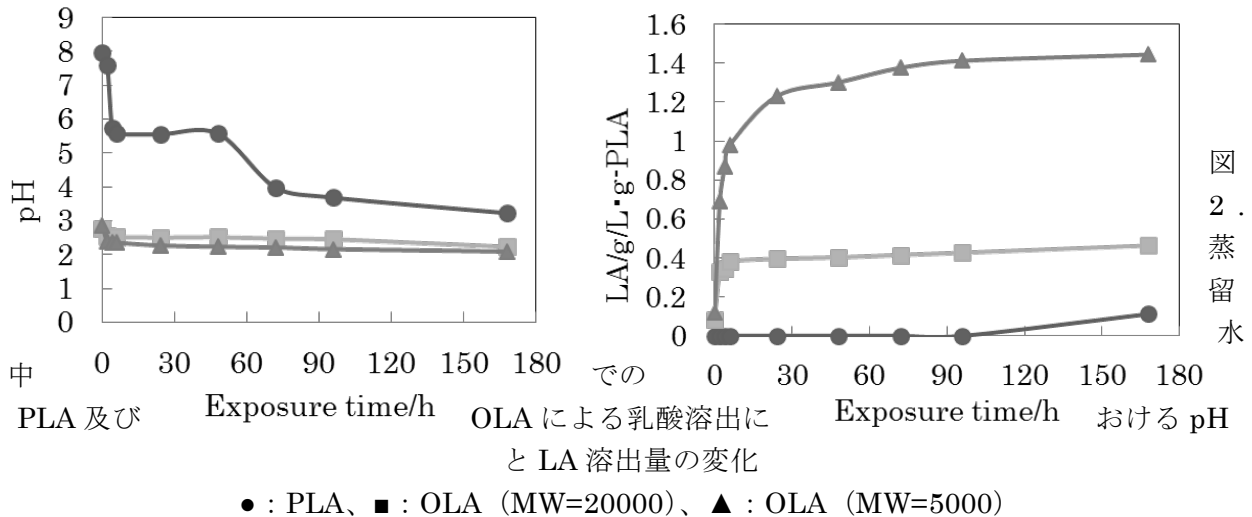 9
8
7
6
5
4
3
2
1
0
pH
0 30 60 90 120 150 180
Exposure time/h
1.6
1.4
1.2
1
0.8
0.6
0.4
0.2
0
LA/g/L・g-PLA
0 30 60 90 120 150 180
Exposure time/h
図
2.
蒸
留
水
中 での
PLA 及び OLA による乳酸溶出に おける pH
と LA 溶出量の変化
●：PLA、■：OLA（MW=20000）、▲：OLA（MW=5000）